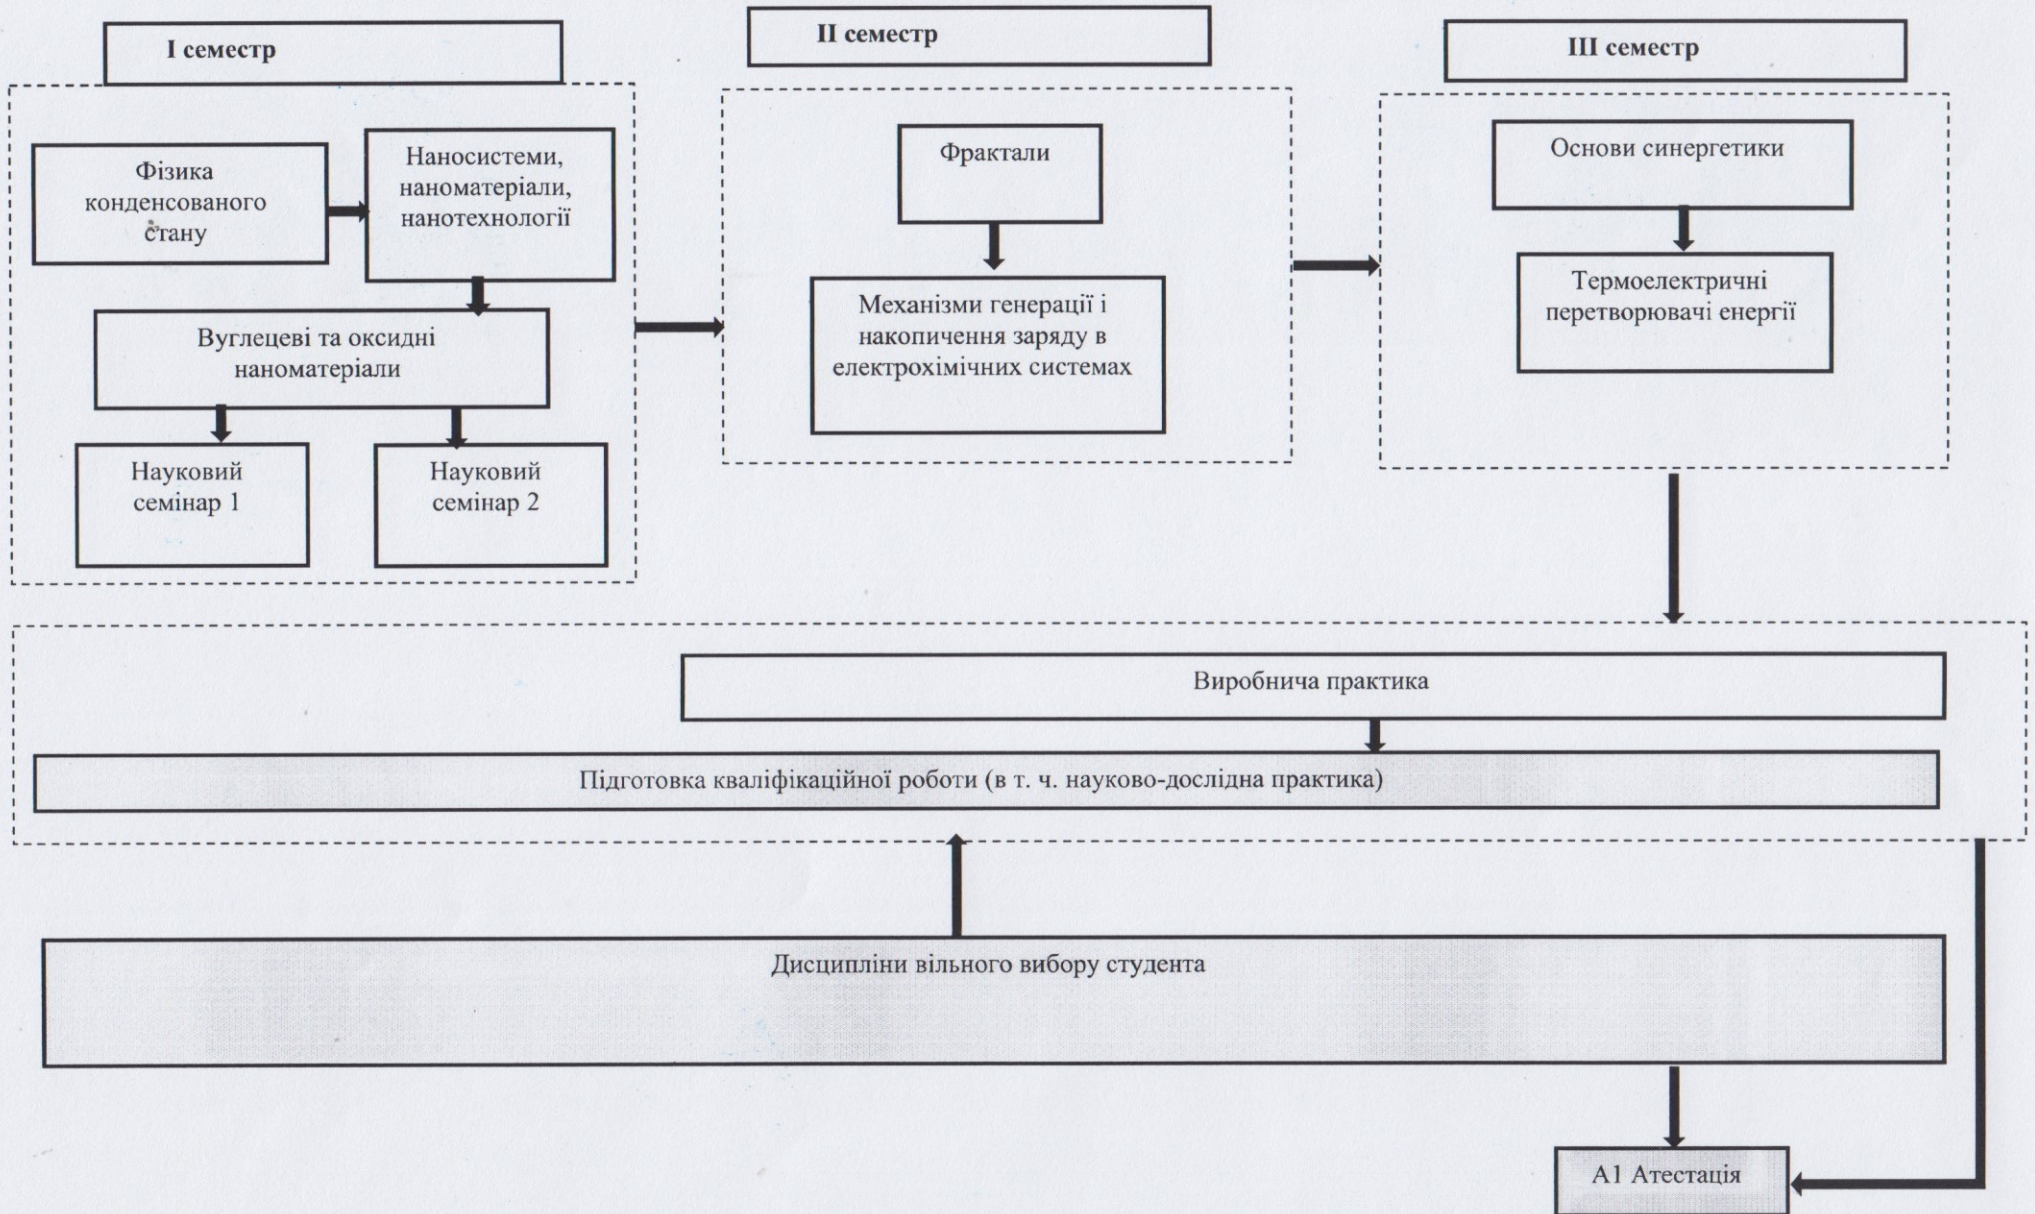 I семестр
II семестр
III семестр
Фізика
конденсованого
стану
Наносистеми,
наноматеріали,
нанотехнології
Вуглецеві та оксидні
наноматеріали
Науковий
семінар 1
Науковий
семінар 2
Фрактали
Механізми генерації і
накопичення заряду в
електрохімічних системах
Основи синергетики
Термоелектричні
перетворювачі енергії
Виробнича практика
Підготовка кваліфікаційної роботи (в т. ч. науково-дослідна практика)
Дисципліни вільного вибору студента
А1 Атестація